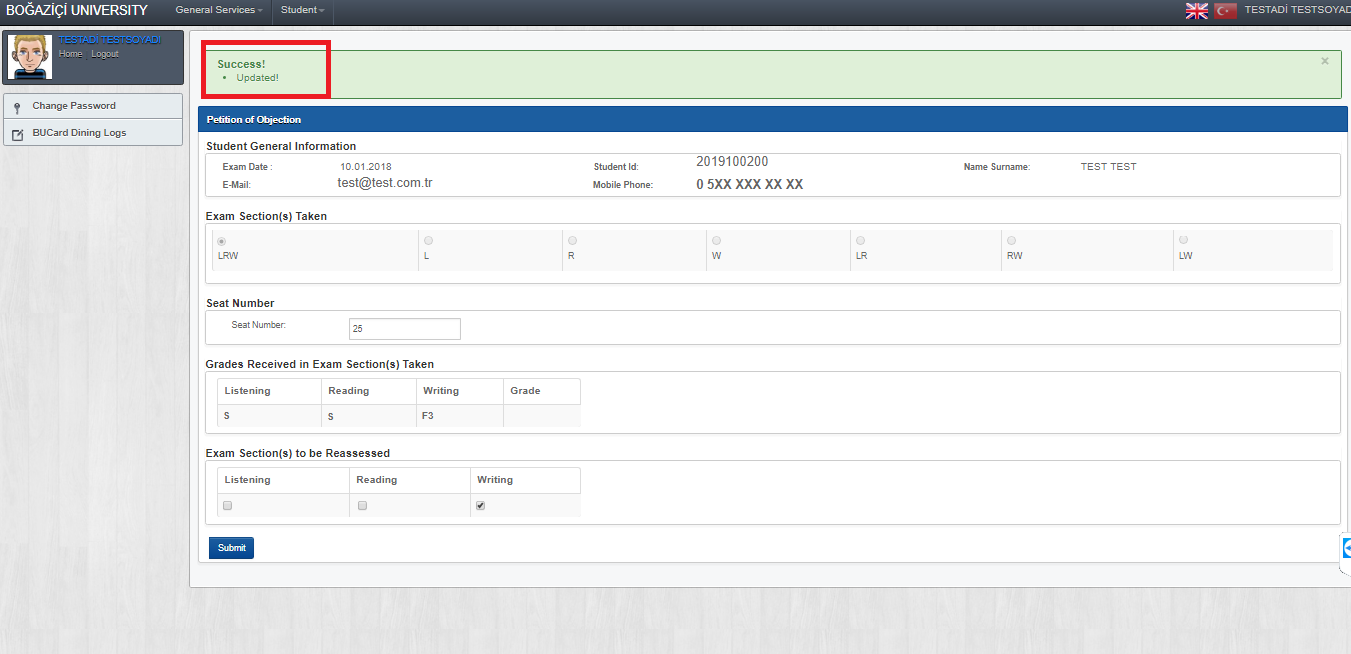 BOĞAZİÇİ UNIVERSITY General Services Student TESTADİ TESTSOYAD
TESTADI TESTSOYADI
Home Logout
Change Password
BUCard Dining Logs
Success!
Updated!
×
Petition of Objection
Student General Information
Exam Date : 10.01.2018 Student Id: 2019100200 Name Surname: TEST TEST
E-Mail: test@test.com.tr Mobile Phone: 0 5XX XXX XX XX
Exam Section(s) Taken
LRW L R W LR RW LW
Seat Number
Seat Number: 25
Grades Received in Exam Section(s) Taken
Listening Reading Writing Grade
S S F3
Exam Section(s) to be Reassessed
Listening Reading Writing
Submit